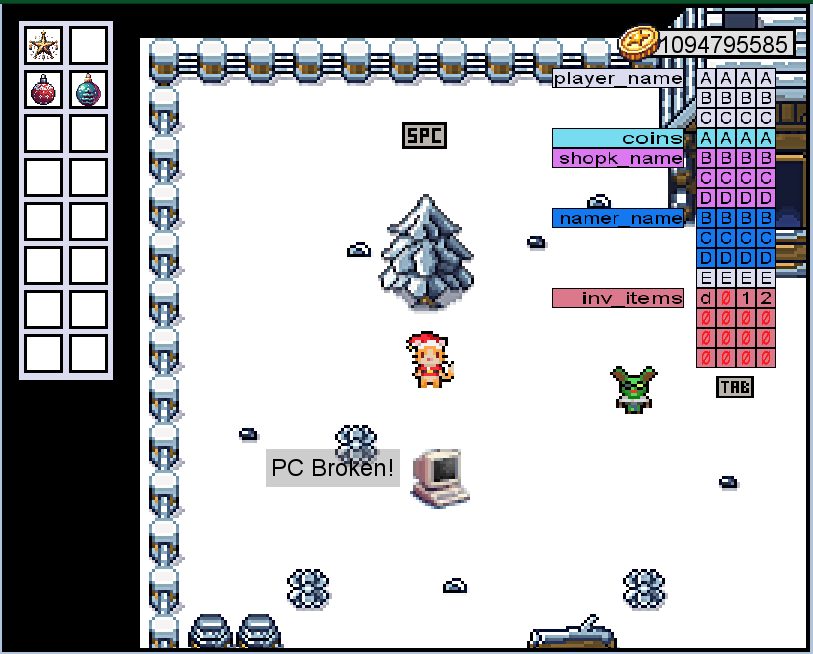 1094795585
player_name A A A A
B B B B
C C C C
SPC
coins A A A A
shopk_name B B B B
C C C C
D D D D
namer_name B B B B
C C C C
D D D D
E E E E
inv_items d 0 1 2
0 0 0 0
0 0 0 0
0 0 0 0
TAB
PC Broken!